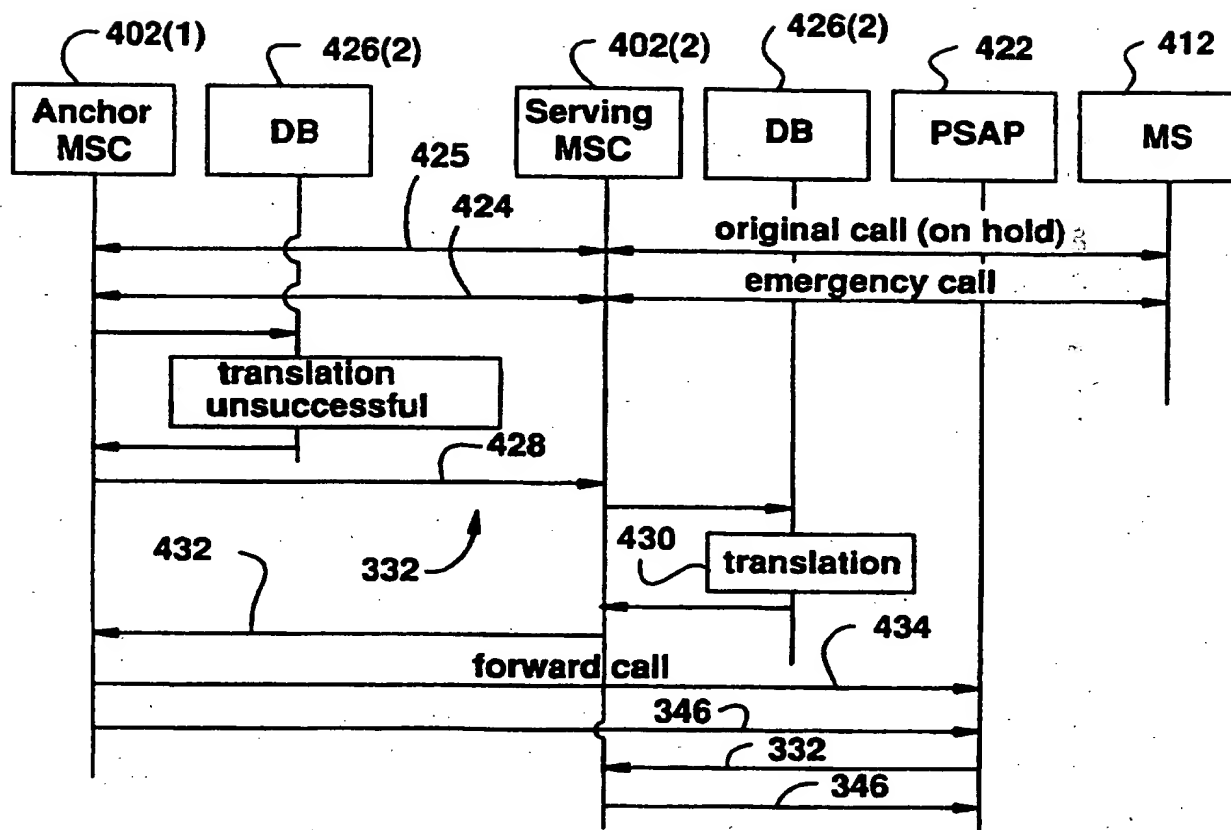 402(1)
426(2)
402(2)
426(2)
422
412
Anchor
MSC
DB
Serving
MSC
DB
PSAP
MS
425
424
original call (on hold)
emergency call
translation
unsuccessful
428
332
430
translation
432
434
forward call
346
332
346